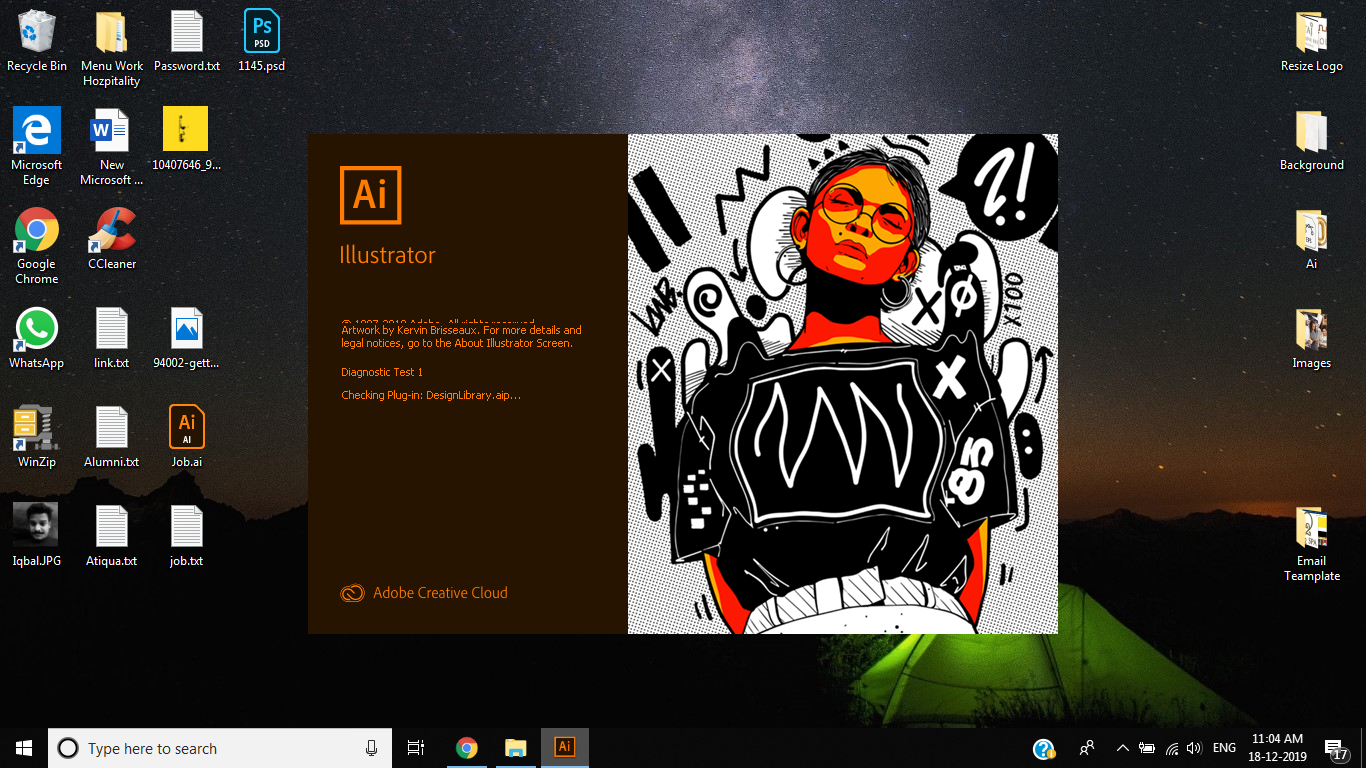 Recycle Bin
Menu Work
Hozpitality
Password.txt
Ps
PSD
1145.psd
Resize Logo
Microsoft
Edge
W
New
Microsoft ...
10407646_9...
Background
Google
Chrome
CCleaner
Ai
WhatsApp
link.txt
94002-gett...
Images
WinZip
Alumni.txt
Ai
AI
Job.ai
Iqbal.JPG
Atiqua.txt
job.txt
Email
Teamplate
Ai
Illustrator
Artwork by Kervin Brisseaux. For more details and
legal notices, go to the About Illustrator Screen.
Diagnostic Test 1
Checking Plug-in: DesignLibrary.aip...
Adobe Creative Cloud
?!
X
X100
X
X
'85
Type here to search
Ai
ENG
11:04 AM
18-12-2019
17